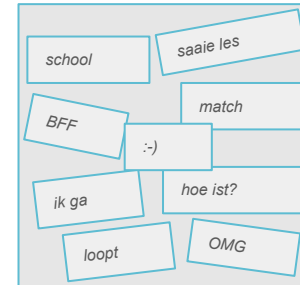 school
saaie les
BFF
match
:-)
ik ga
hoe ist?
loopt
OMG